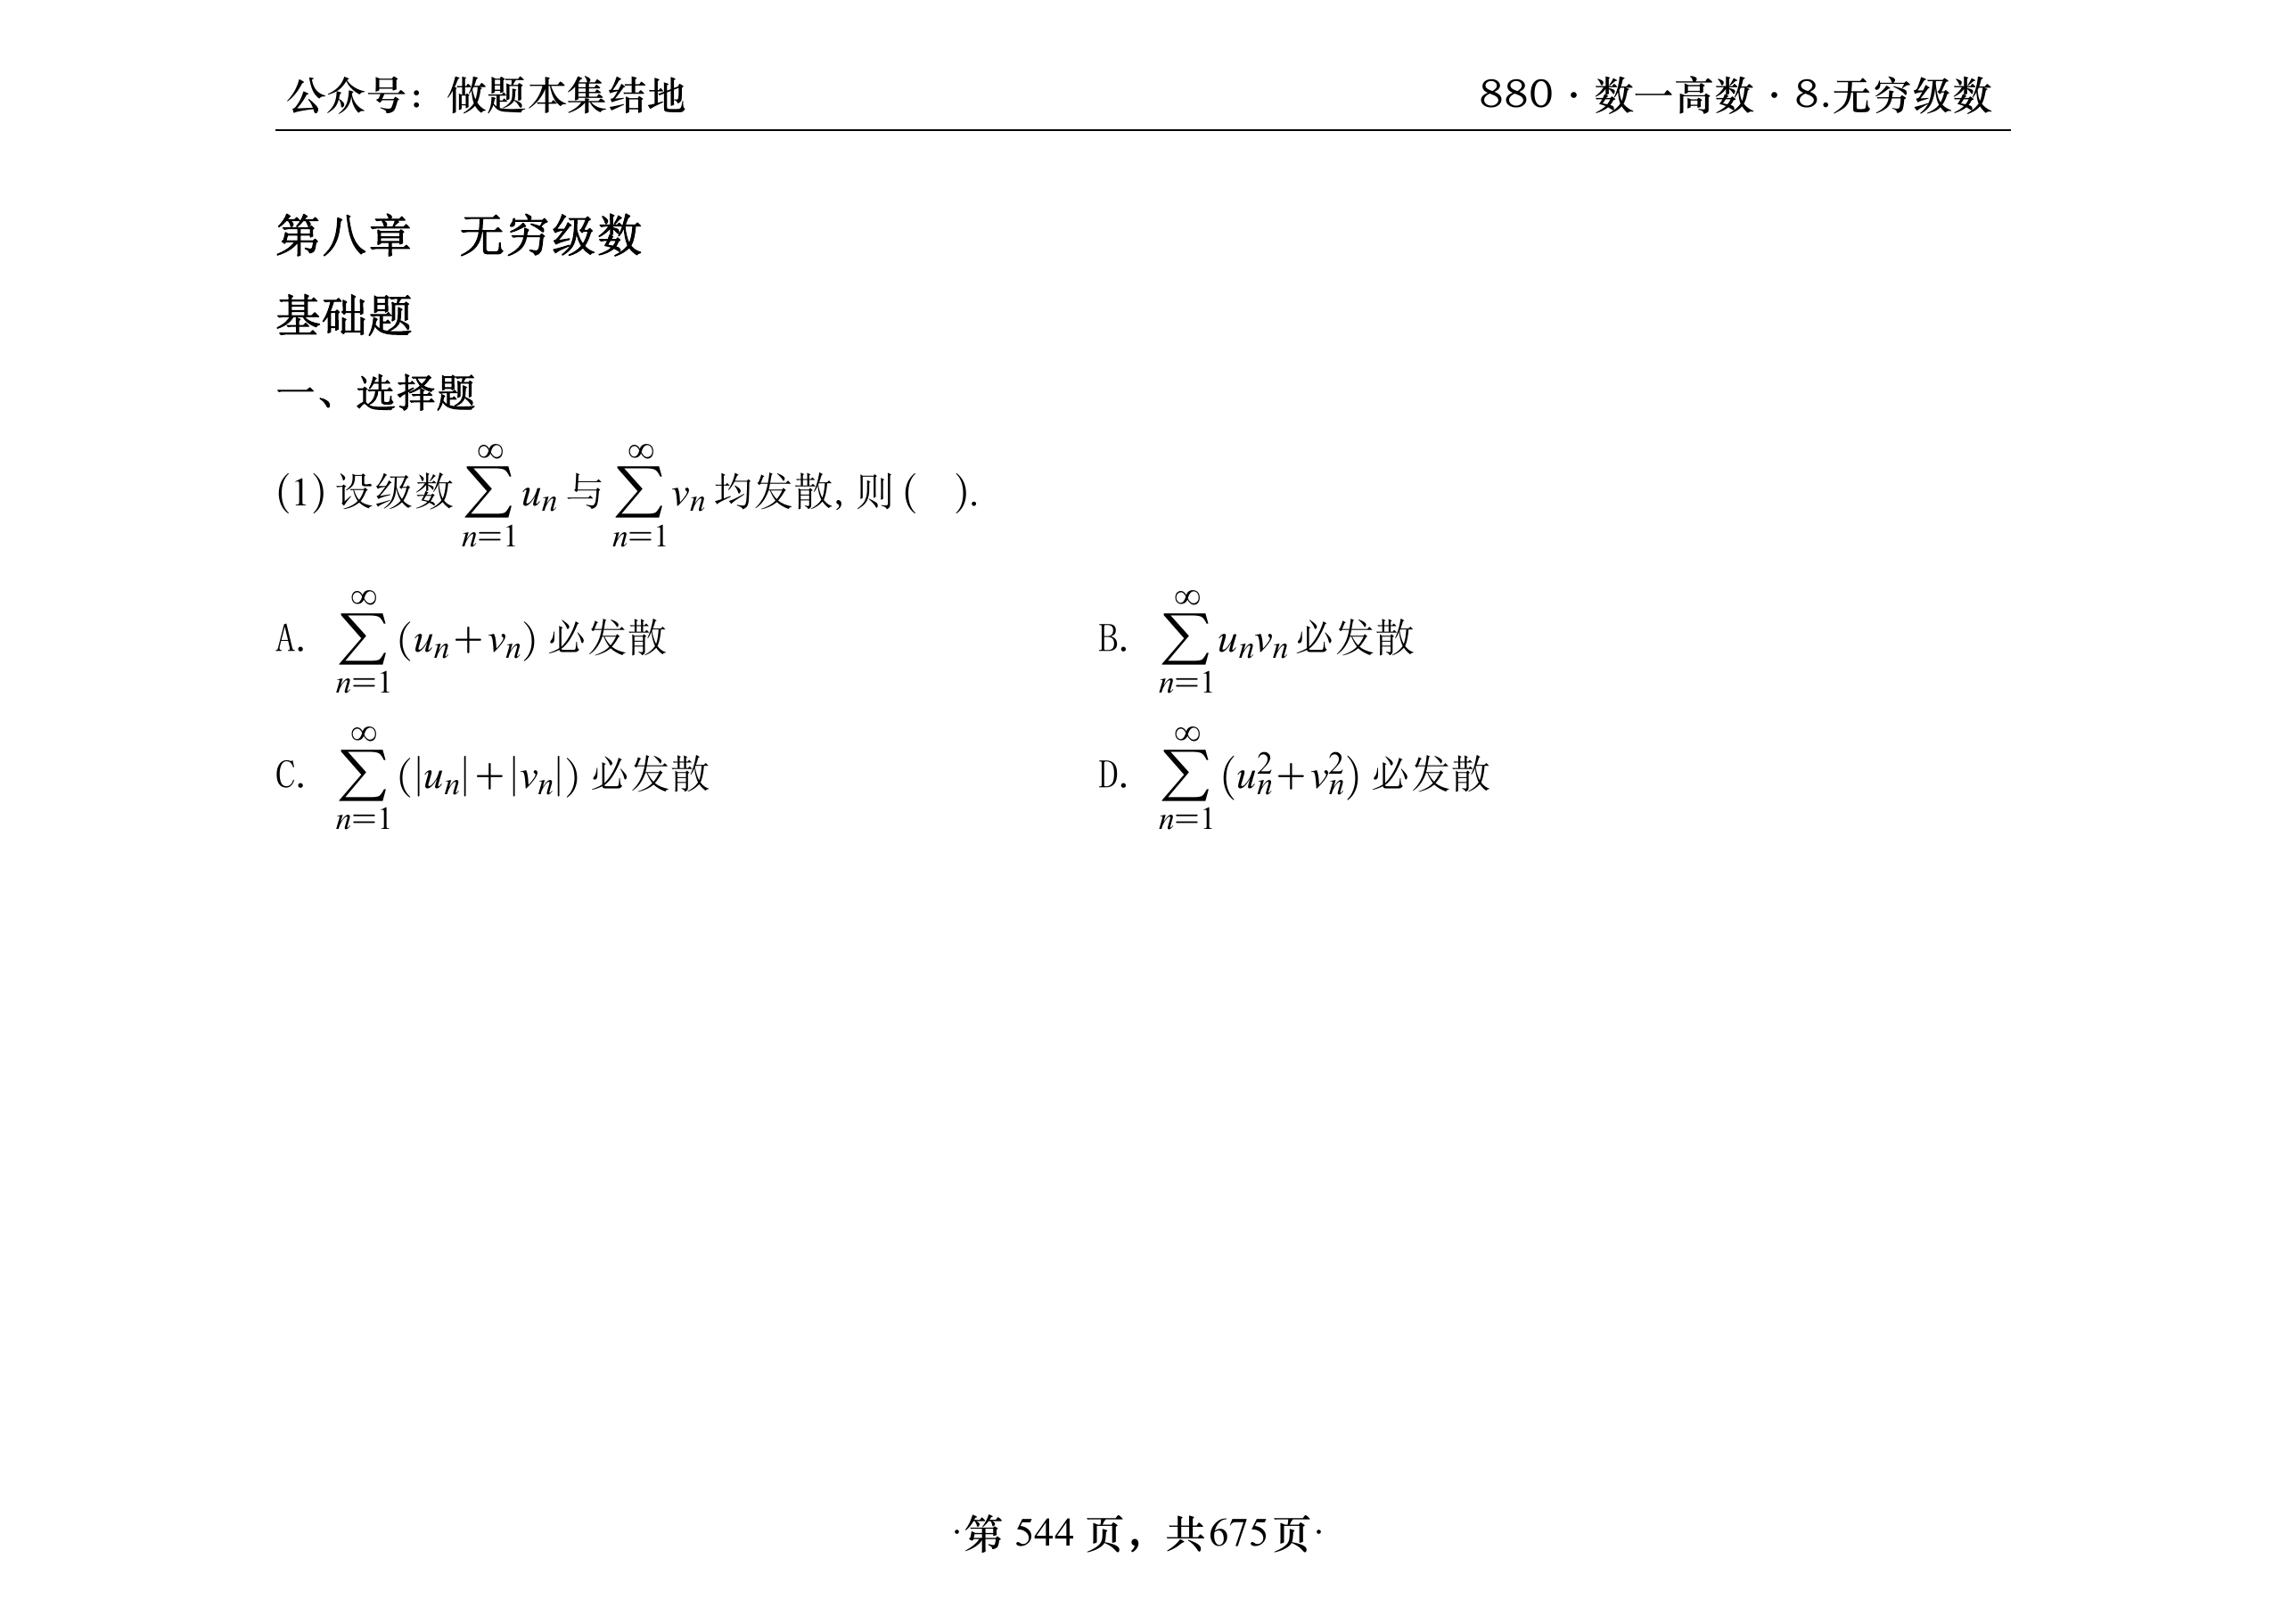 公众号：做题本集结地
880·数一高数·8.无穷级数
第八章　无穷级数
基础题
一、选择题
(1) 设级数 $\sum_{n=1}^{\infty} u_n$ 与 $\sum_{n=1}^{\infty} v_n$ 均发散, 则 (　).
A. $\sum_{n=1}^{\infty} (u_n+v_n)$ 必发散
B. $\sum_{n=1}^{\infty} u_nv_n$ 必发散
C. $\sum_{n=1}^{\infty} (|u_n|+|v_n|)$ 必发散
D. $\sum_{n=1}^{\infty} (u_n^2+v_n^2)$ 必发散
·第 544 页，共675页·